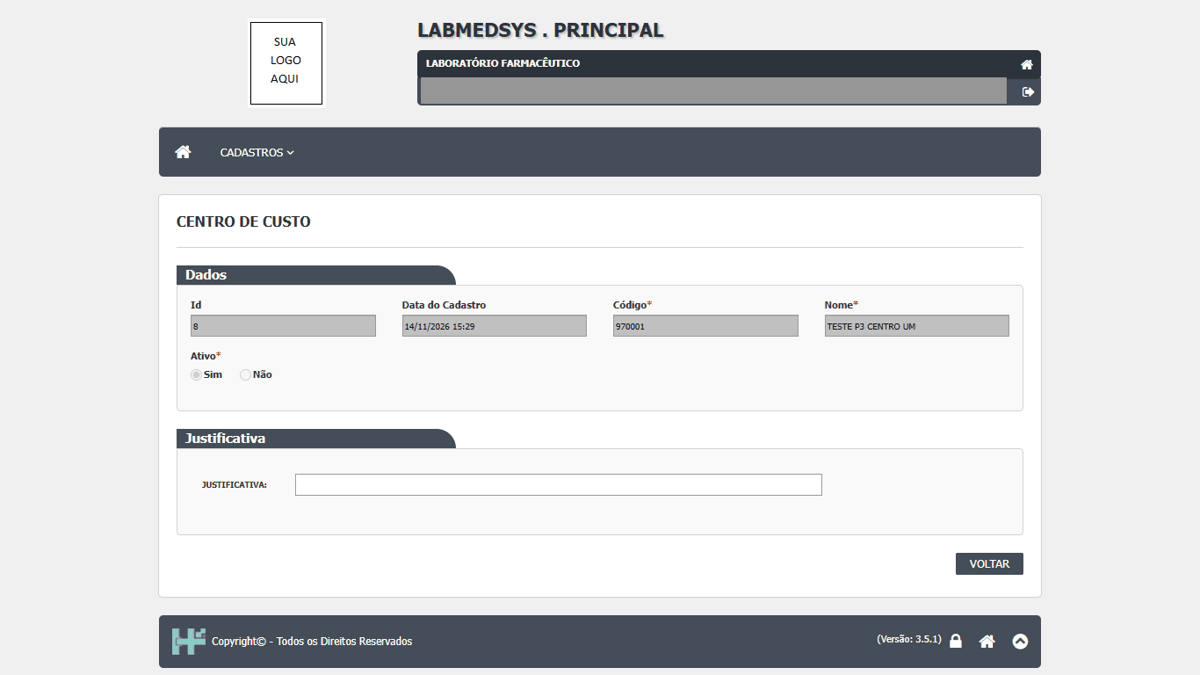 SUA
LOGO
AQUI
LABMEDSYS . PRINCIPAL
LABORATÓRIO FARMACÊUTICO
CADASTROS
CENTRO DE CUSTO
Dados
Id Data do Cadastro Código* Nome*
8 14/11/2026 15:29 970001 TESTE P3 CENTRO UM
Ativo*
Sim Não
Justificativa
JUSTIFICATIVA:
VOLTAR
Copyright© - Todos os Direitos Reservados (Versão: 3.5.1)